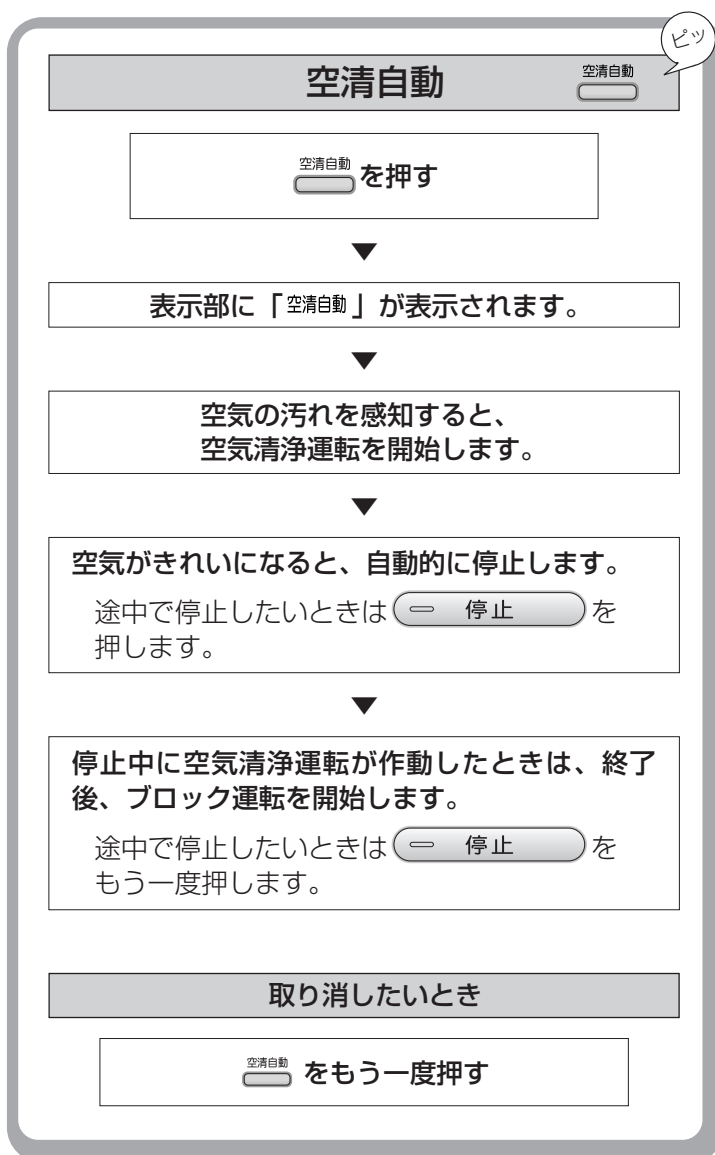 ピッ
空清自動
空清自動
空清自動
を押す
表示部に「空清自動」が表示されます。
空気の汚れを感知すると、
空気清浄運転を開始します。
空気がきれいになると、自動的に停止します。
途中で停止したいときは 停止 を
押します。
停止中に空気清浄運転が作動したときは、終了
後、ブロック運転を開始します。
途中で停止したいときは 停止 を
もう一度押します。
取り消したいとき
空清自動
をもう一度押す